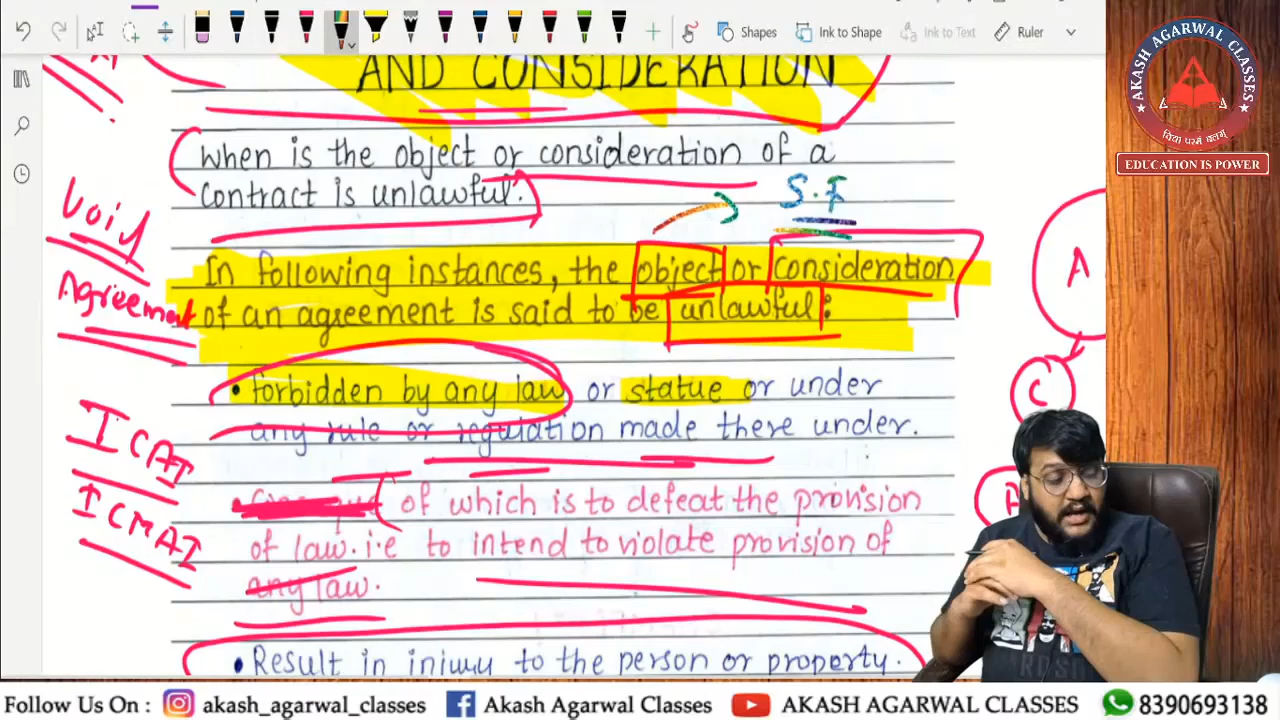 Shapes
Ink to Shape
Ink to Text
Ruler
AKASH AGARWAL CLASSES
विद्या परमं बलम्
EDUCATION IS POWER
AND CONSIDERATION
when is the object or consideration of a
contract is unlawful.
S.F
Void
Agreement
In following instances, the object or consideration
of an agreement is said to be unlawful:
• forbidden by any law or statue or under
any rule or regulation made there under.
ICAI
ICMAI
of which is to defeat the provision
of law. i.e to intend to violate provision of
any law.
• Result in injury to the person or property.
A
C
Follow Us On : akash_agarwal_classes Akash Agarwal Classes AKASH AGARWAL CLASSES 8390693138